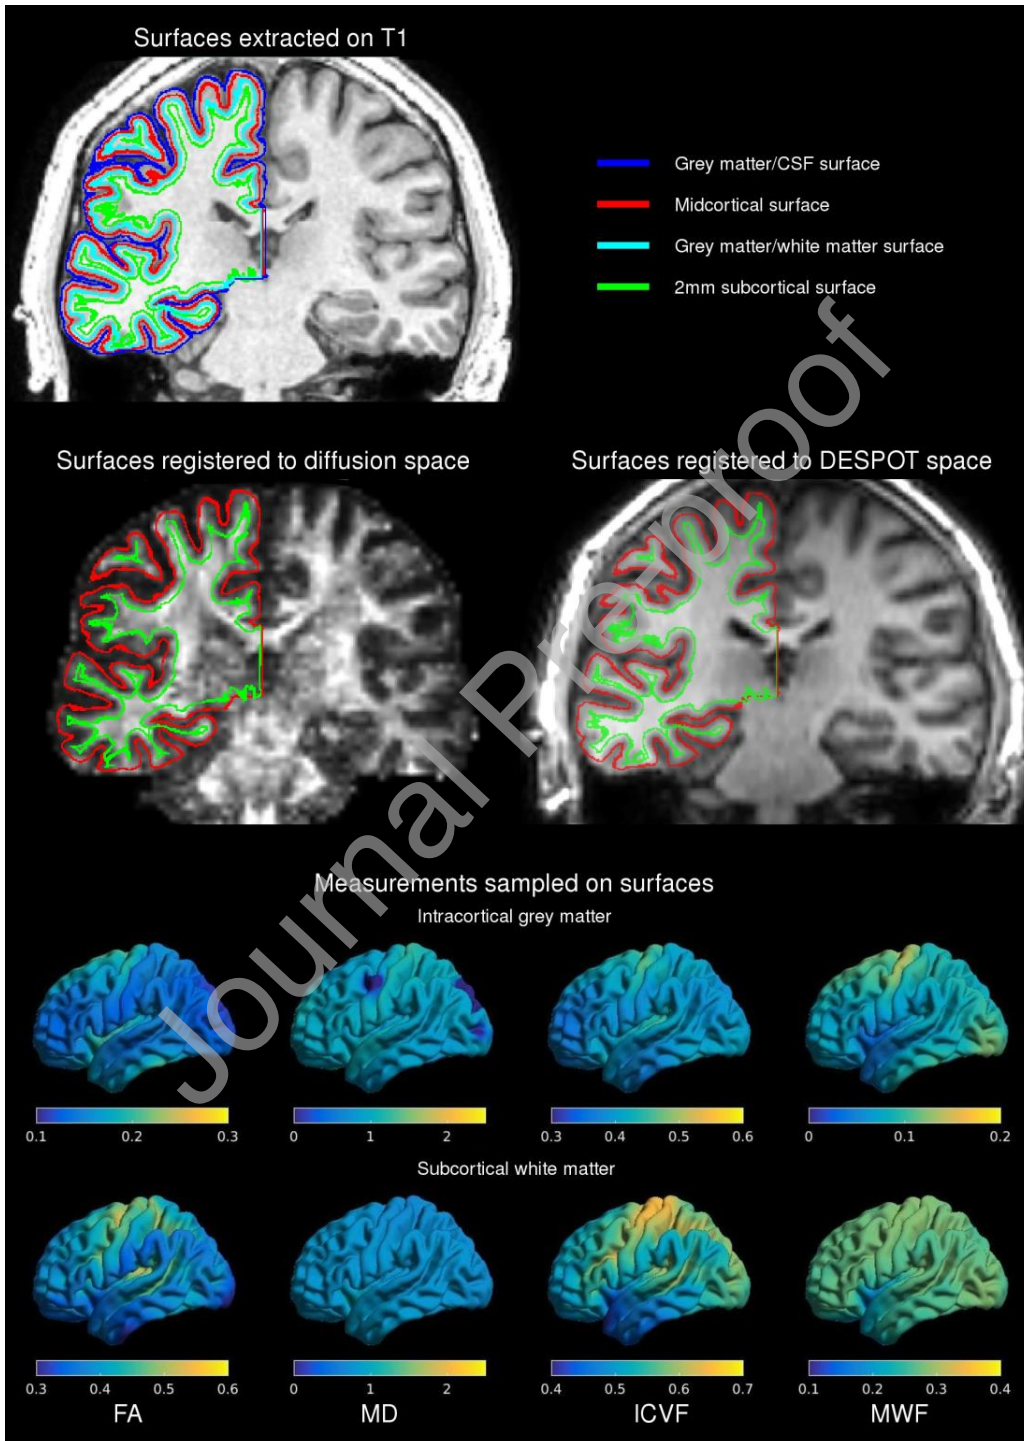 Surfaces extracted on T1
Grey matter/CSF surface
Midcortical surface
Grey matter/white matter surface
2mm subcortical surface
Surfaces registered to diffusion space
Surfaces registered to DESPOT space
Journal Pre-proof
Measurements sampled on surfaces
Intracortical grey matter
0.1 0.2 0.3
0 1 2
0.3 0.4 0.5 0.6
0 0.1 0.2
Subcortical white matter
0.3 0.4 0.5 0.6
0 1 2
0.4 0.5 0.6 0.7
0.1 0.2 0.3 0.4
FA MD ICVF MWF